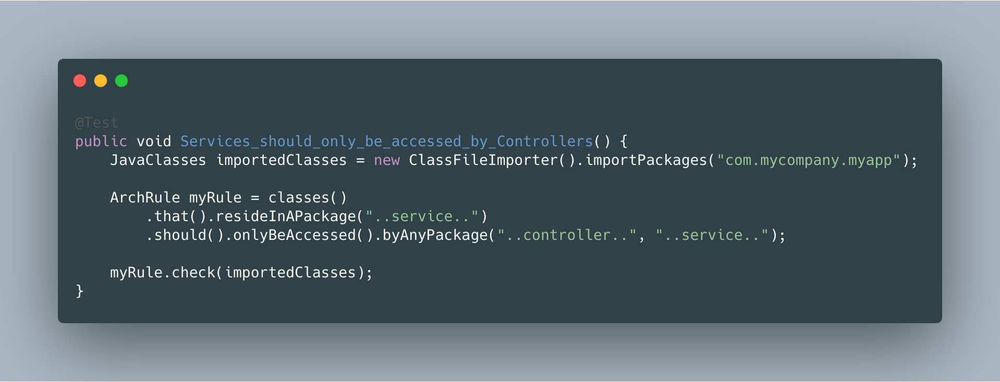 @Test
public void Services_should_only_be_accessed_by_Controllers() {
    JavaClasses importedClasses = new ClassFileImporter().importPackages("com.mycompany.myapp");
    ArchRule myRule = classes()
        .that().resideInAPackage("..service..")
        .should().onlyBeAccessed().byAnyPackage("..controller..", "..service..");
    myRule.check(importedClasses);
}